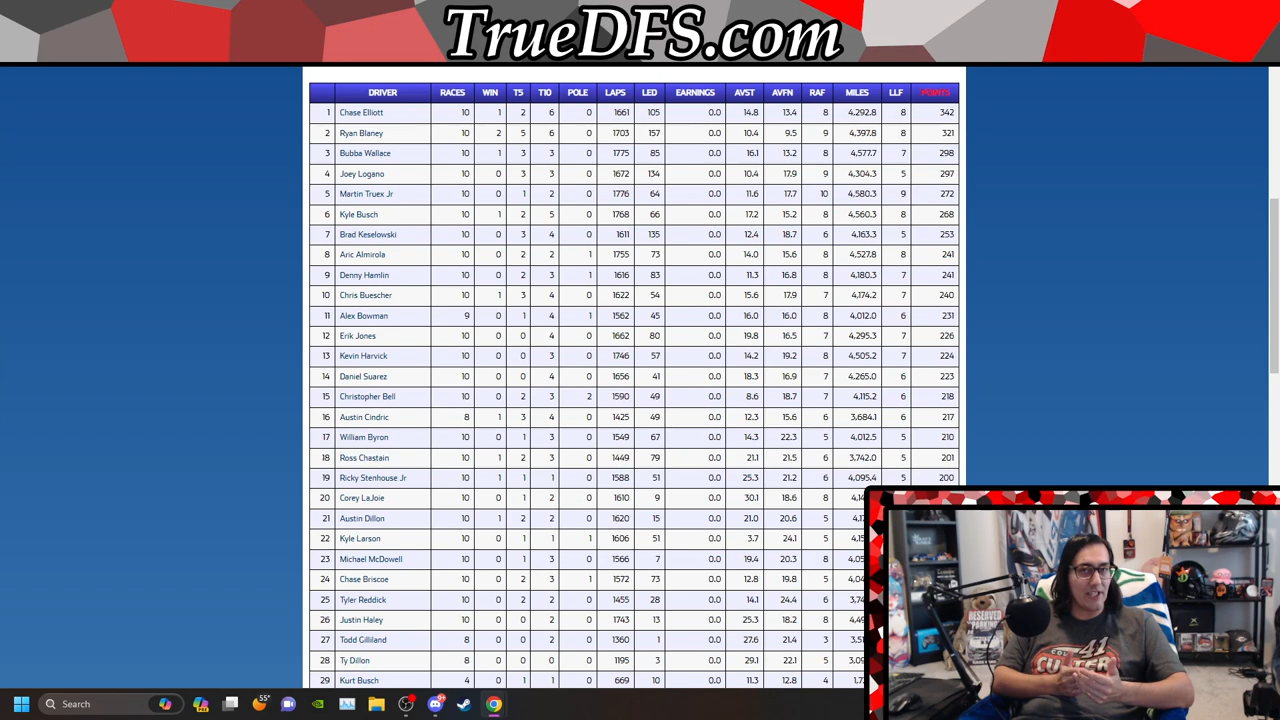 TrueDFS.com
DRIVER RACES WIN T5 T10 POLE LAPS LED EARNINGS AVST AVFN RAF MILES LLF POINTS
1 Chase Elliott 10 1 2 6 0 1661 105 0.0 14.8 13.4 8 4,292.8 8 342
2 Ryan Blaney 10 2 5 6 0 1703 157 0.0 10.4 9.5 9 4,397.8 8 321
3 Bubba Wallace 10 1 3 3 0 1775 85 0.0 16.1 13.2 8 4,577.7 7 298
4 Joey Logano 10 0 3 3 0 1672 134 0.0 10.4 17.9 9 4,304.3 5 297
5 Martin Truex Jr 10 0 1 2 0 1776 64 0.0 11.6 17.7 10 4,580.3 9 272
6 Kyle Busch 10 1 2 5 0 1768 66 0.0 17.2 15.2 8 4,560.3 8 268
7 Brad Keselowski 10 0 3 4 0 1611 135 0.0 12.4 18.7 6 4,163.3 5 253
8 Aric Almirola 10 0 2 2 1 1755 73 0.0 14.0 15.6 8 4,527.8 8 241
9 Denny Hamlin 10 0 2 3 1 1616 83 0.0 11.3 16.8 8 4,180.3 7 241
10 Chris Buescher 10 1 3 4 0 1622 54 0.0 15.6 17.9 7 4,174.2 7 240
11 Alex Bowman 9 0 1 4 1 1562 45 0.0 16.0 16.0 8 4,012.0 6 231
12 Erik Jones 10 0 0 4 0 1662 80 0.0 19.8 16.5 7 4,295.3 7 226
13 Kevin Harvick 10 0 0 3 0 1746 57 0.0 14.2 19.2 8 4,505.2 7 224
14 Daniel Suarez 10 0 0 4 0 1656 41 0.0 18.3 16.9 7 4,265.0 6 223
15 Christopher Bell 10 0 2 3 2 1590 49 0.0 8.6 18.7 7 4,115.2 6 218
16 Austin Cindric 8 1 3 4 0 1425 49 0.0 12.3 15.6 6 3,684.1 6 217
17 William Byron 10 0 1 3 0 1549 67 0.0 14.3 22.3 5 4,012.5 5 210
18 Ross Chastain 10 1 2 3 0 1449 79 0.0 21.1 21.5 6 3,742.0 5 201
19 Ricky Stenhouse Jr 10 1 1 1 0 1588 51 0.0 25.3 21.2 6 4,095.4 5 200
20 Corey LaJoie 10 0 1 2 0 1610 9 0.0 30.1 18.6 8
21 Austin Dillon 10 1 2 2 0 1620 15 0.0 21.0 20.6 5
22 Kyle Larson 10 0 1 1 1 1606 51 0.0 3.7 24.1 5
23 Michael McDowell 10 0 1 3 0 1566 7 0.0 19.4 20.3 8
24 Chase Briscoe 10 0 2 3 1 1572 73 0.0 12.8 19.8 5
25 Tyler Reddick 10 0 2 2 0 1455 28 0.0 14.1 24.4 6
26 Justin Haley 10 0 0 2 0 1743 13 0.0 25.3 18.2 8
27 Todd Gilliland 8 0 0 2 0 1360 1 0.0 27.6 21.4 3
28 Ty Dillon 8 0 0 0 0 1195 3 0.0 29.1 22.1 5
29 Kurt Busch 4 0 1 1 0 669 10 0.0 11.3 12.8 4
RESERVED
PARKING
41
Search
55°